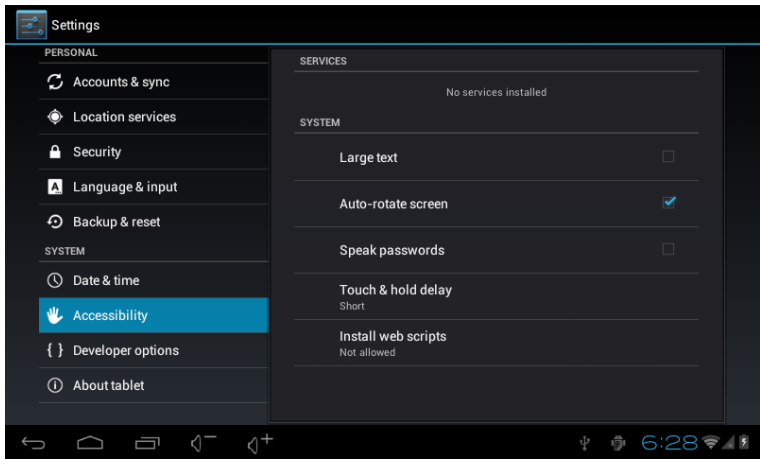 Settings
PERSONAL
Accounts & sync
Location services
Security
Language & input
Backup & reset
SYSTEM
Date & time
Accessibility
{ } Developer options
About tablet
SERVICES
No services installed
SYSTEM
Large text
Auto-rotate screen
Speak passwords
Touch & hold delay
Short
Install web scripts
Not allowed
6:28